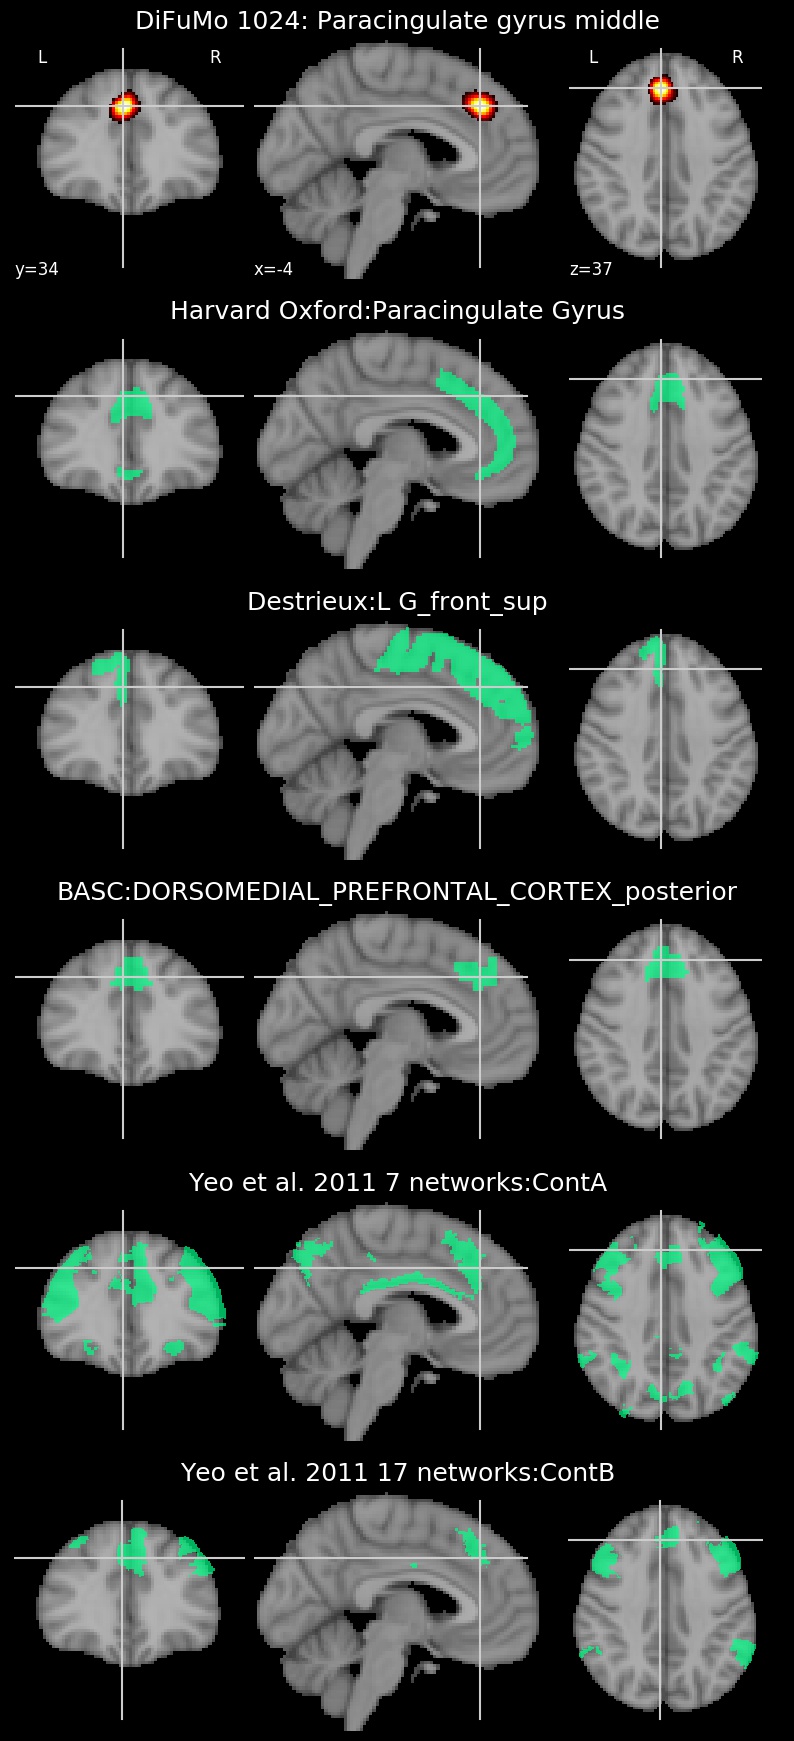 DiFuMo 1024: Paracingulate gyrus middle
L R L R
y=34 x=-4 z=37
Harvard Oxford:Paracingulate Gyrus
Destrieux:L G_front_sup
BASC:DORSOMEDIAL_PREFRONTAL_CORTEX_posterior
Yeo et al. 2011 7 networks:ContA
Yeo et al. 2011 17 networks:ContB